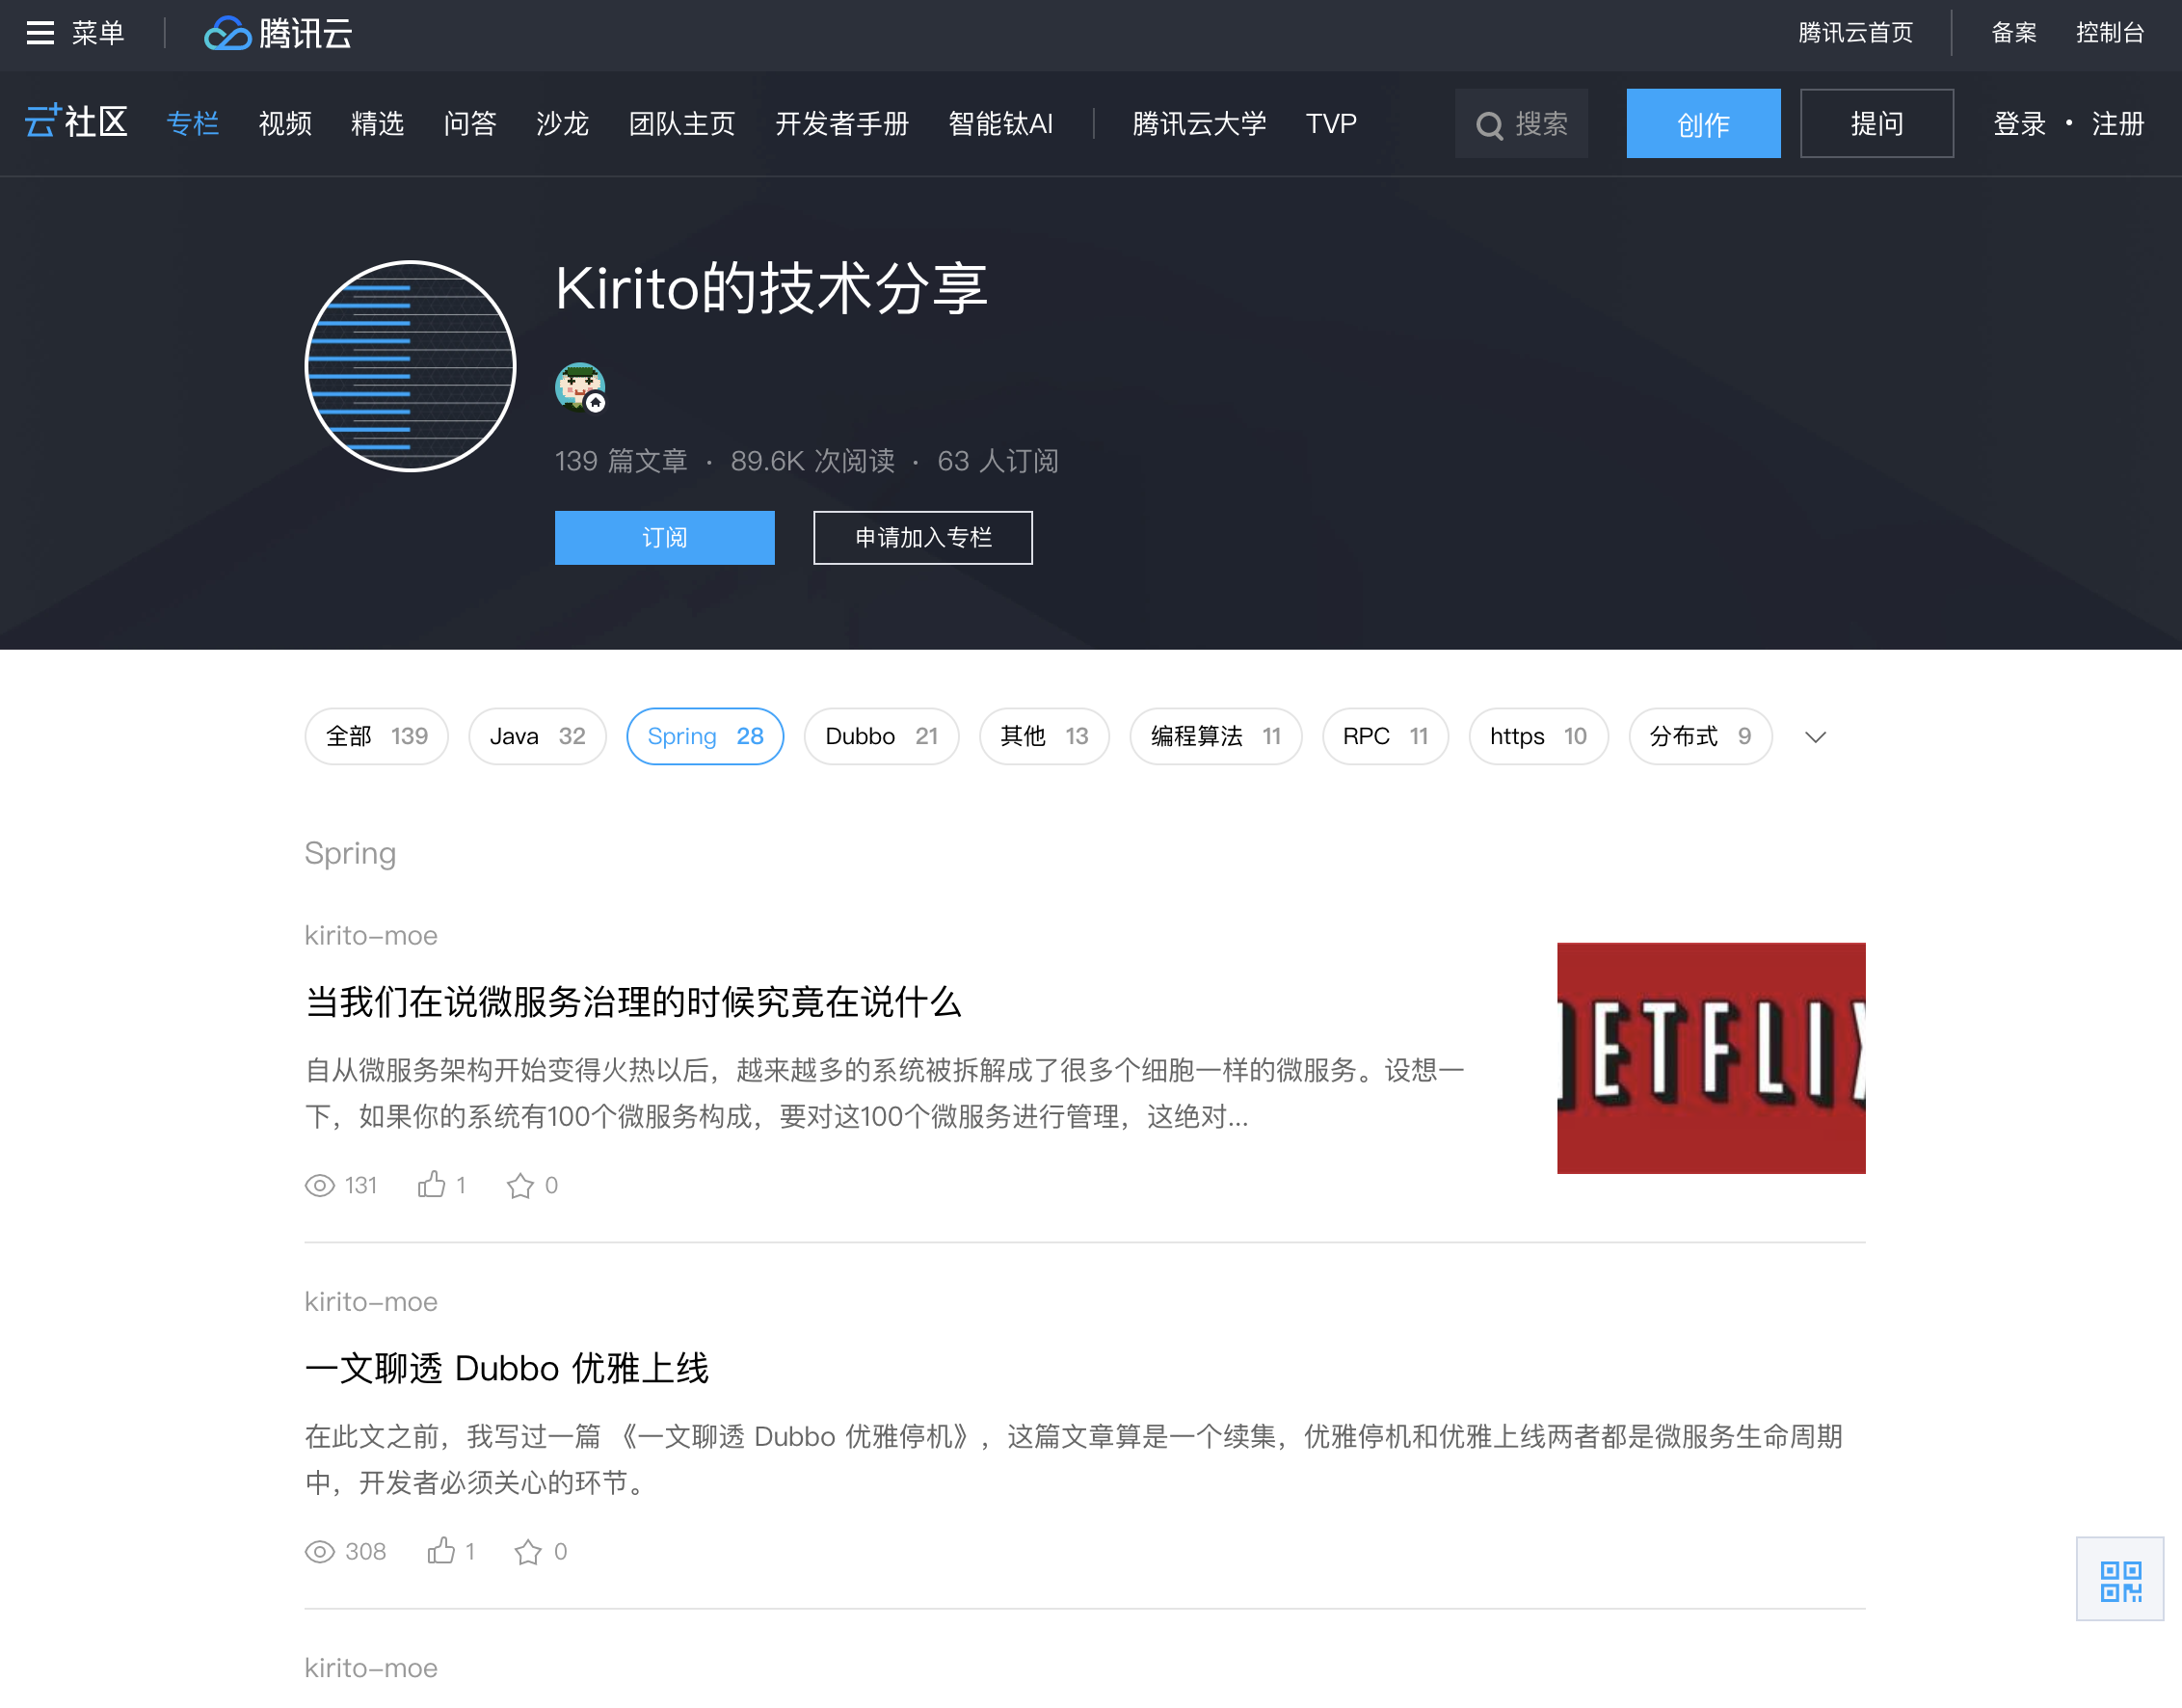 菜单 腾讯云 腾讯云首页 备案 控制台
云+社区 专栏 视频 精选 问答 沙龙 团队主页 开发者手册 智能钛AI 腾讯云大学 TVP 搜索 创作 提问 登录 · 注册
Kirito的技术分享
139 篇文章 · 89.6K 次阅读 · 63 人订阅
订阅 申请加入专栏
全部 139 Java 32 Spring 28 Dubbo 21 其他 13 编程算法 11 RPC 11 https 10 分布式 9
Spring
kirito-moe
当我们在说微服务治理的时候究竟在说什么
自从微服务架构开始变得火热以后，越来越多的系统被拆解成了很多个细胞一样的微服务。设想一
下，如果你的系统有100个微服务构成，要对这100个微服务进行管理，这绝对...
NETFLIX
131 1 0
kirito-moe
一文聊透 Dubbo 优雅上线
在此文之前，我写过一篇 《一文聊透 Dubbo 优雅停机》，这篇文章算是一个续集，优雅停机和优雅上线两者都是微服务生命周期
中，开发者必须关心的环节。
308 1 0
kirito-moe